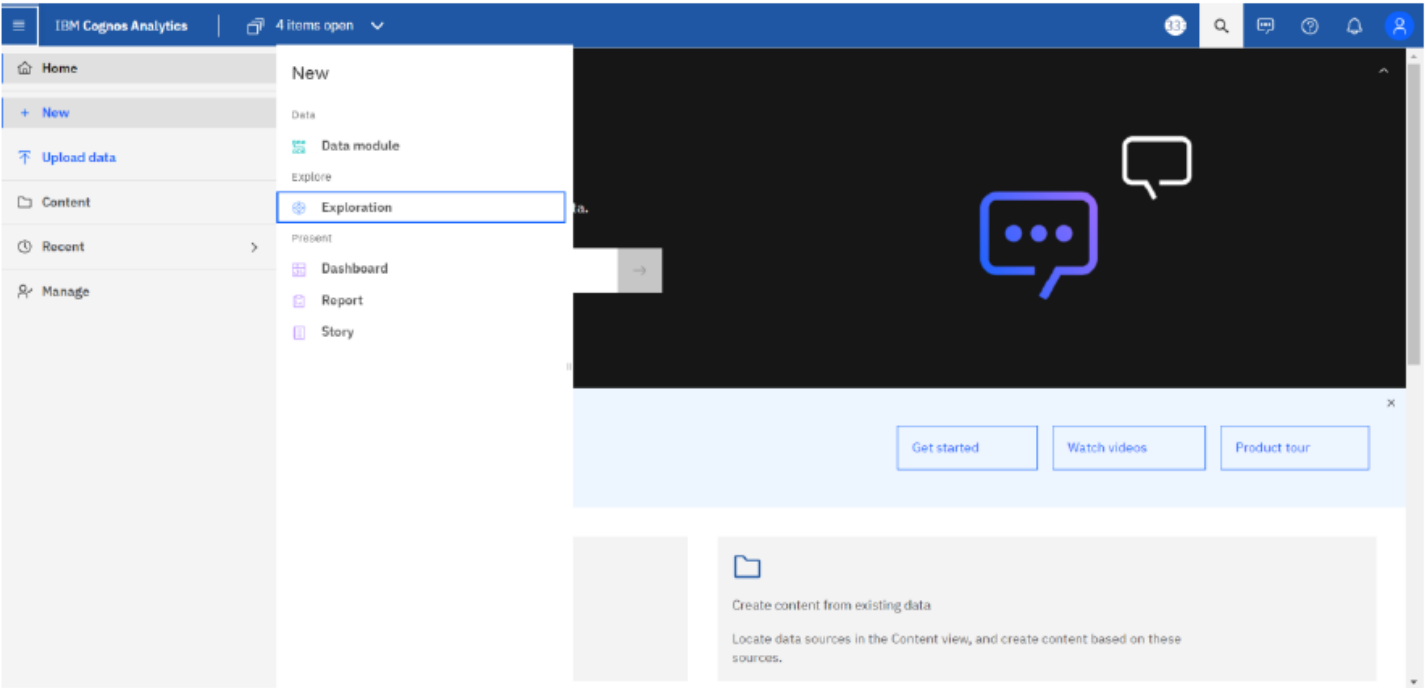 IBM Cognos Analytics
4 items open
Home
New
Upload data
Content
Recent
Manage
New
Data
Data module
Explore
Exploration
Present
Dashboard
Report
Story
ta.
Get started
Watch videos
Product tour
Create content from existing data
Locate data sources in the Content view, and create content based on these
sources.